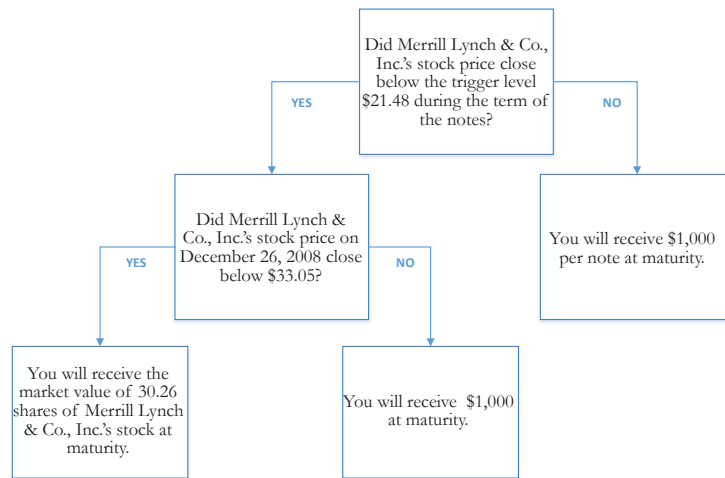 Did Merrill Lynch & Co.,
Inc.'s stock price close
below the trigger level
$21.48 during the term of
the notes?
YES
NO
Did Merrill Lynch &
Co., Inc.'s stock price on
December 26, 2008 close
below $33.05?
You will receive $1,000
per note at maturity.
YES
NO
You will receive the
market value of 30.26
shares of Merrill Lynch
& Co., Inc.'s stock at
maturity.
You will receive $1,000
at maturity.